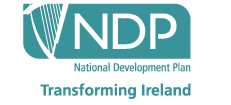 NDP
National Development Plan
Transforming Ireland